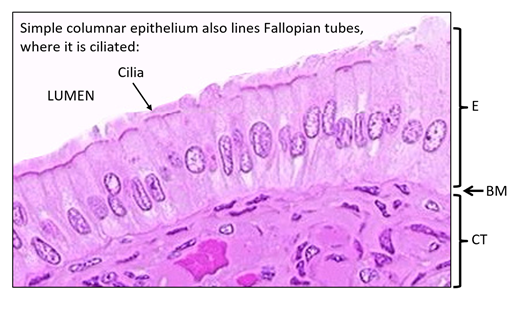 Simple columnar epithelium also lines Fallopian tubes,
where it is ciliated:
Cilia
LUMEN
E
BM
CT